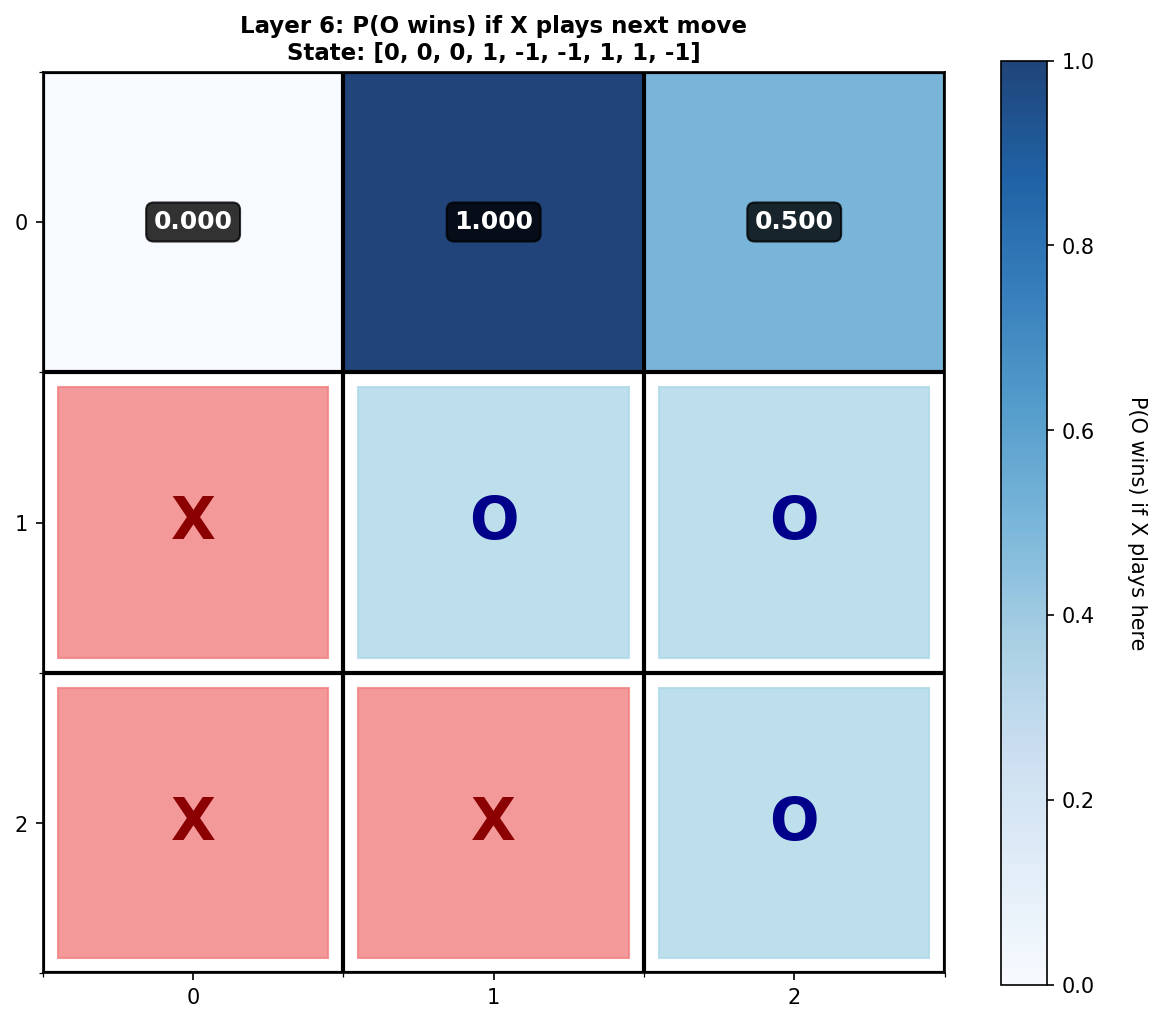 Layer 6: P(O wins) if X plays next move
State: [0, 0, 0, 1, -1, -1, 1, 1, -1]
0.000 1.000 0.500
X O O
X X O
0
1
2
0 1 2
1.0
0.8
0.6
0.4
0.2
0.0
P(O wins) if X plays here